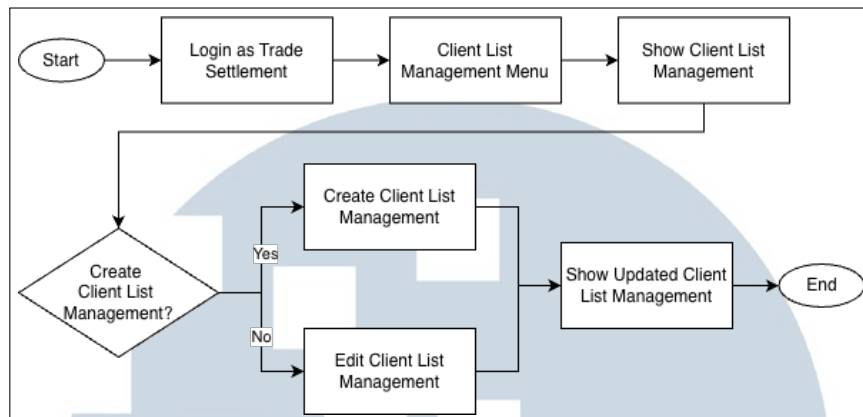 Start
Login as Trade
Settlement
Client List
Management Menu
Show Client List
Management
Create
Client List
Management?
Yes
No
Create Client List
Management
Edit Client List
Management
Show Updated Client
List Management
End